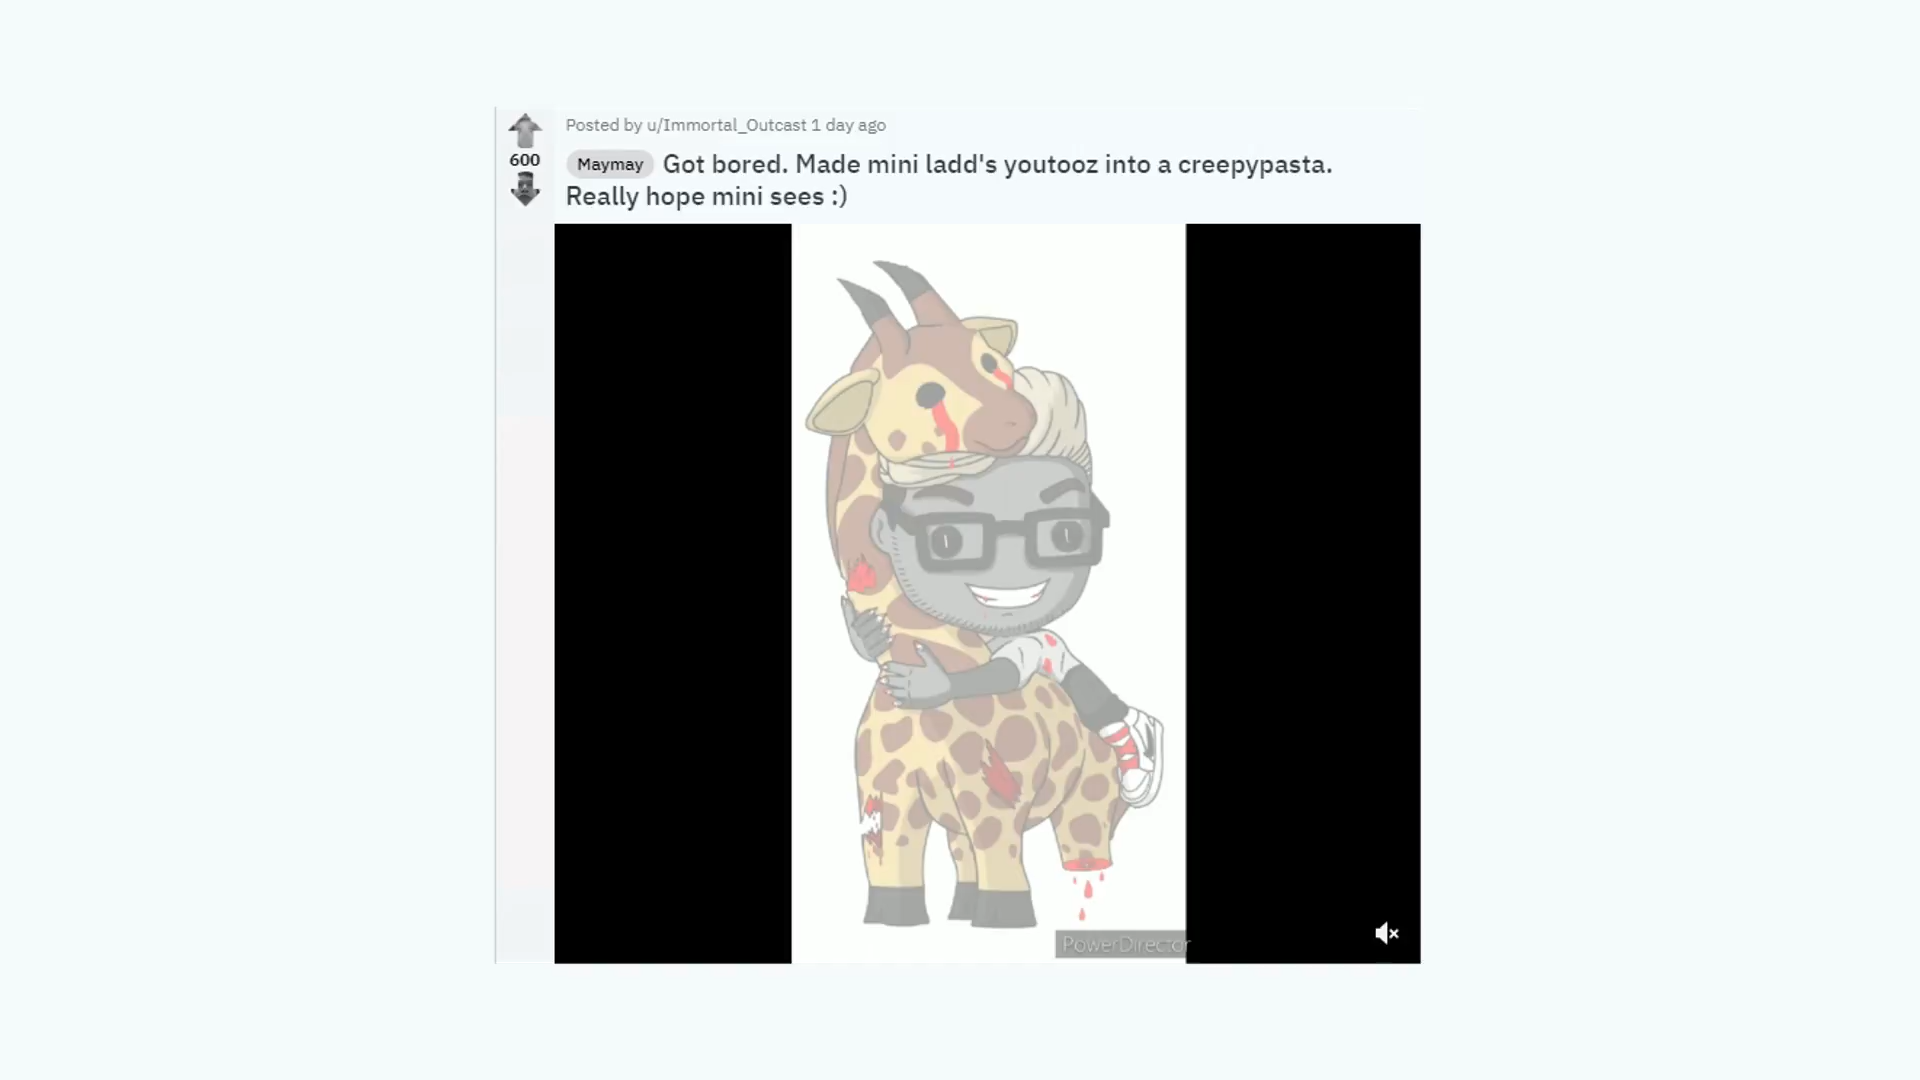 Posted by u/Immortal_Outcast 1 day ago
600
Maymay Got bored. Made mini ladd's youtooz into a creepypasta.
Really hope mini sees :)
PowerDirector